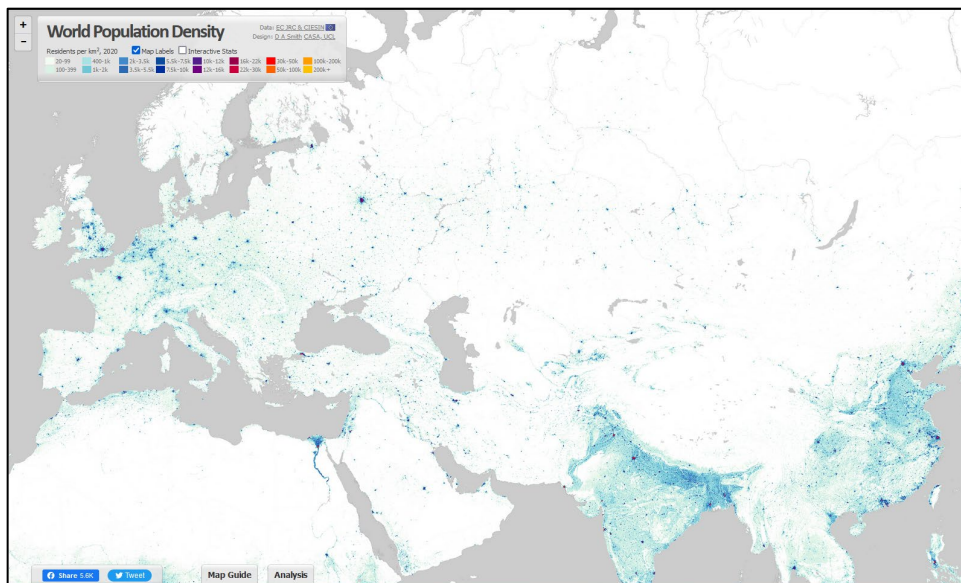 +
−
World Population Density
Data: EC JRC & CIESIN
Design: D A Smith CASA, UCL
Residents per km², 2020 Map Labels Interactive Stats
20-99 400-1k 2k-3.5k 5.5k-7.5k 10k-12k 16k-22k 30k-50k 100k-200k
100-399 1k-2k 3.5k-5.5k 7.5k-10k 12k-16k 22k-30k 50k-100k 200k+
Share 5.6K Tweet Map Guide Analysis